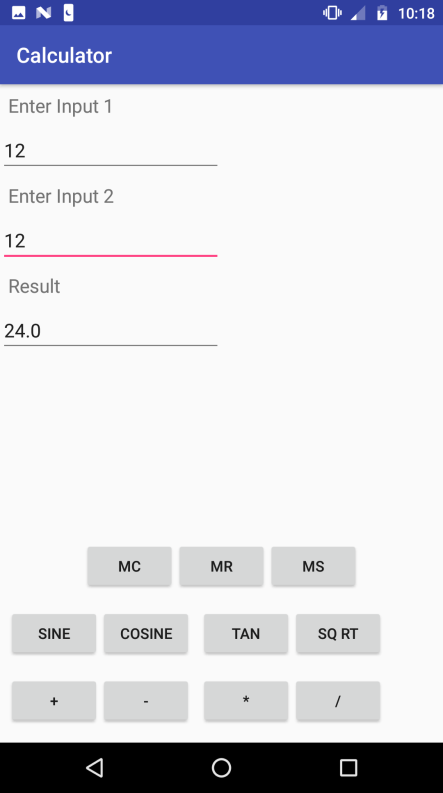 10:18
Calculator
Enter Input 1
12
Enter Input 2
12
Result
24.0
MC MR MS
SINE COSINE TAN SQ RT
+ - * /